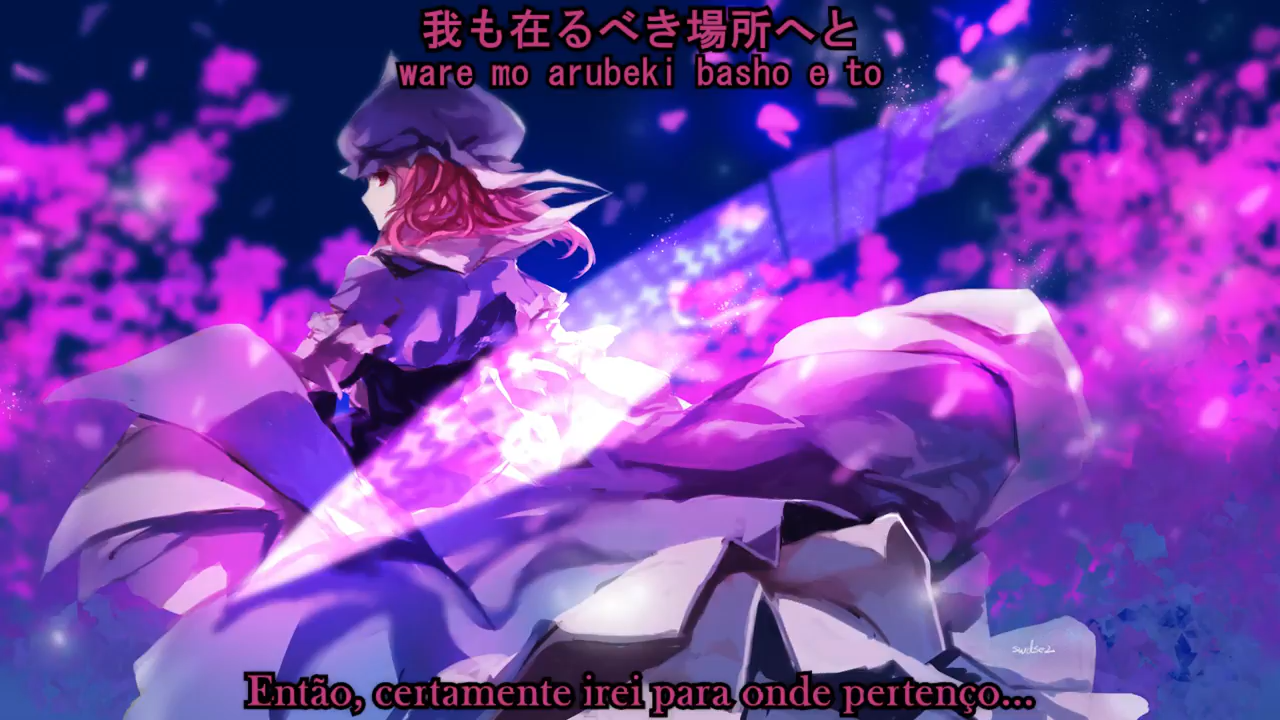 我も在るべき場所へと
ware mo arubeki basho e to
swd3e2
Então, certamente irei para onde pertenço...